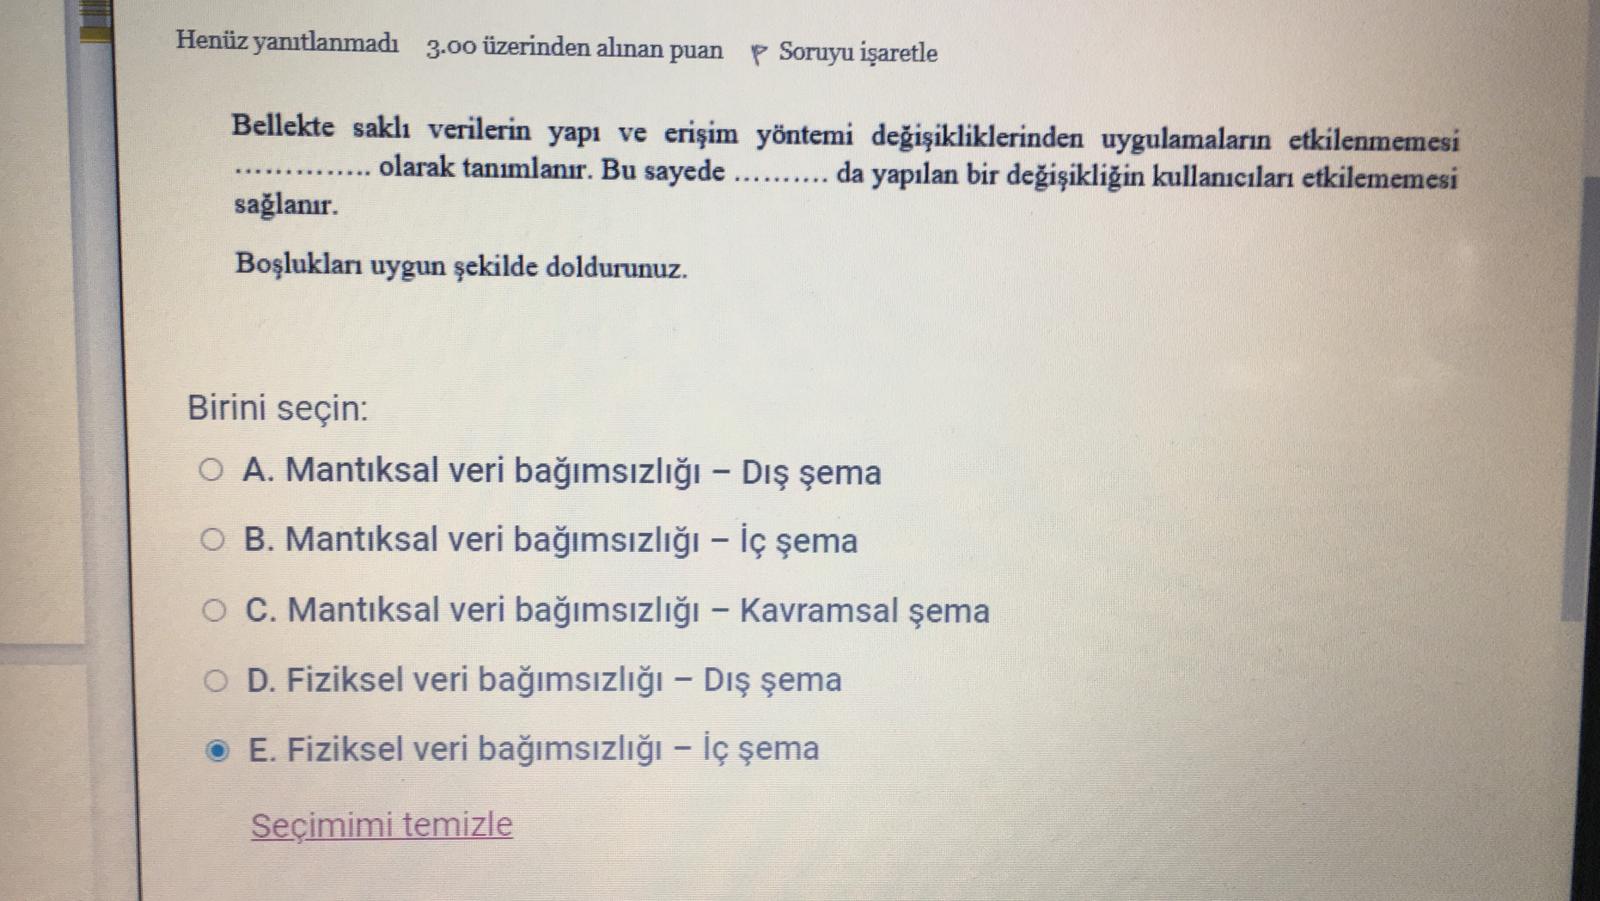 Henüz yanıtlanmadı 3.00 üzerinden alınan puan Soruyu işaretle
Bellekte saklı verilerin yapı ve erişim yöntemi değişikliklerinden uygulamaların etkilenmemesi
.............. olarak tanımlanır. Bu sayede .......... da yapılan bir değişikliğin kullanıcıları etkilememesi
sağlanır.
Boşlukları uygun şekilde doldurunuz.
Birini seçin:
A. Mantıksal veri bağımsızlığı – Dış şema
B. Mantıksal veri bağımsızlığı – İç şema
C. Mantıksal veri bağımsızlığı – Kavramsal şema
D. Fiziksel veri bağımsızlığı – Dış şema
E. Fiziksel veri bağımsızlığı – İç şema
Seçimimi temizle